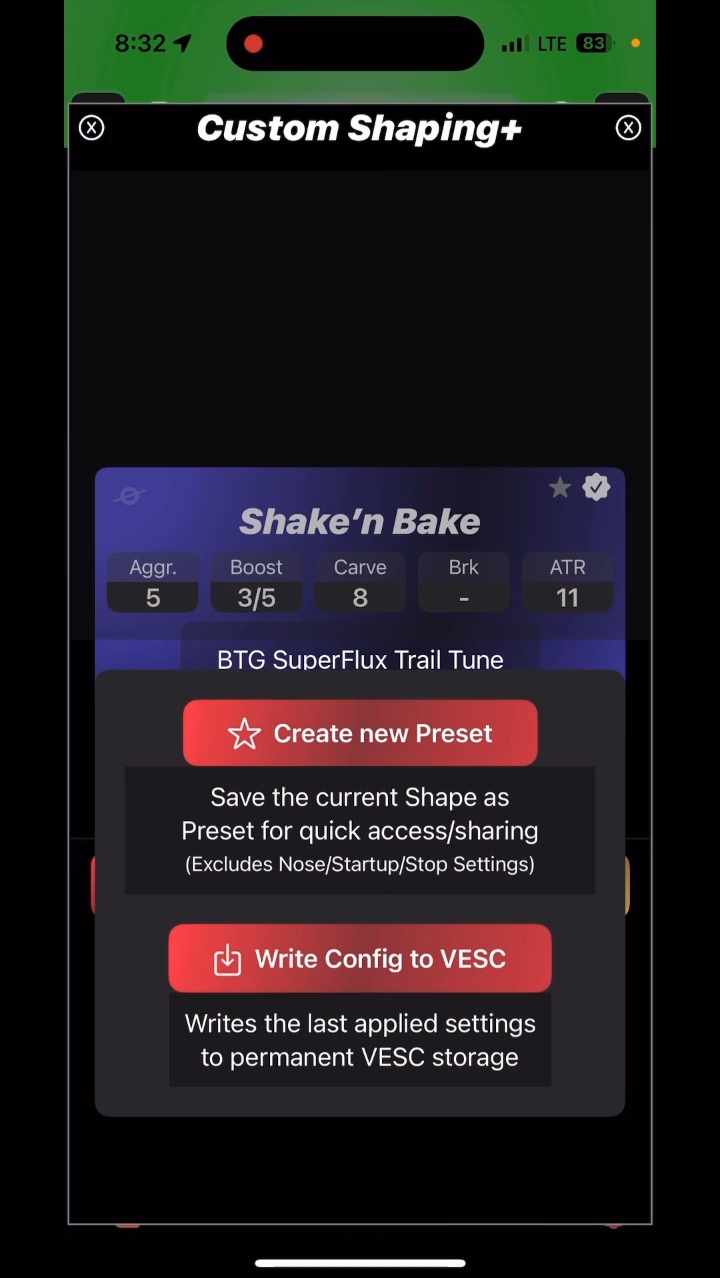 8:32 LTE 83
Custom Shaping+
Shake’n Bake
Aggr. Boost Carve Brk ATR
5 3/5 8 - 11
BTG SuperFlux Trail Tune
Create new Preset
Save the current Shape as
Preset for quick access/sharing
(Excludes Nose/Startup/Stop Settings)
Write Config to VESC
Writes the last applied settings
to permanent VESC storage